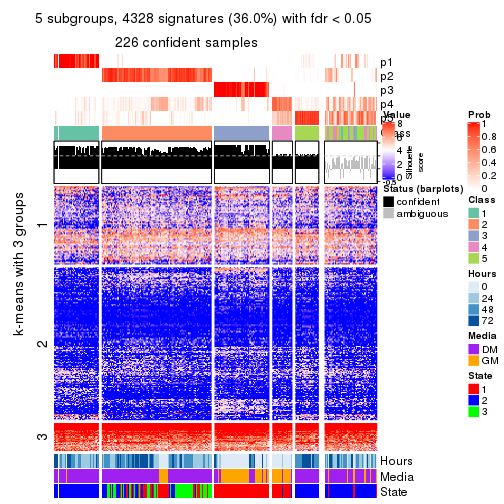 5 subgroups, 4328 signatures (36.0%) with fdr < 0.05
226 confident samples
p1
p2
p3
p4
k-means with 3 groups
1
2
3
Silhouette
score
Hours
Media
State
Value
8
6
4
2
0
Status (barplots)
confident
ambiguous
Prob
1
0.8
0.6
0.4
0.2
0
Class
1
2
3
4
5
Hours
0
24
48
72
Media
DM
GM
State
1
2
3